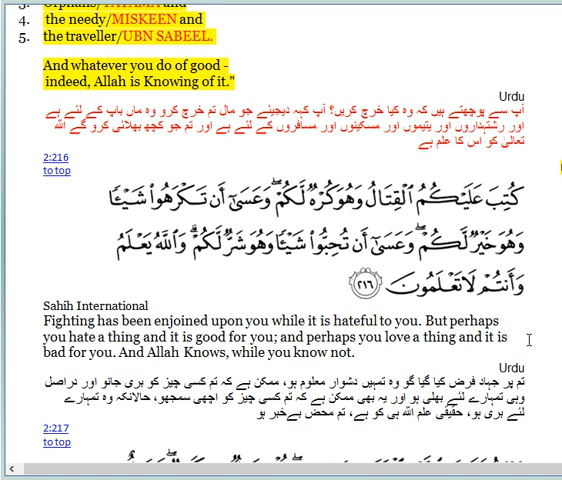 4. the needy/MISKEEN and
5. the traveller/UBN SABEEL.
And whatever you do of good -
indeed, Allah is Knowing of it."
Urdu
آپ سے پوچھتے ہیں کہ وہ کیا خرچ کریں؟ آپ کہہ دیجیئے جو مال تم خرچ کرو وہ ماں باپ کے لئے ہے
اور رشتہداروں اور یتیموں اور مسکینوں اور مسافروں کے لئے ہے اور تم جو کچھ بھلائی کرو گے اللہ
تعالیٰ کو اس کا علم ہے
2:216
to top
كُتِبَ عَلَيْكُمُ ٱلْقِتَالُ وَهُوَ كُرْهٌ لَّكُمْ ۖ وَعَسَىٰٓ أَن تَكْرَهُوا۟ شَيْـًٔا
وَهُوَ خَيْرٌ لَّكُمْ ۖ وَعَسَىٰٓ أَن تُحِبُّوا۟ شَيْـًٔا وَهُوَ شَرٌّ لَّكُمْ ۗ وَٱللَّهُ يَعْلَمُ
وَأَنتُمْ لَا تَعْلَمُونَ ٢١٦
Sahih International
Fighting has been enjoined upon you while it is hateful to you. But perhaps
you hate a thing and it is good for you; and perhaps you love a thing and it is
bad for you. And Allah Knows, while you know not.
Urdu
تم پر جہاد فرض کیا گیا گو وہ تمہیں دشوار معلوم ہو، ممکن ہے کہ تم کسی چیز کو بری جانو اور دراصل
وہی تمہارے لئے بھلی ہو اور یہ بھی ممکن ہے کہ تم کسی چیز کو اچھی سمجھو، حالانکہ وہ تمہارے
لئے بری ہو، حقیقی علم اللہ ہی کو ہے، تم محض بےخبر ہو
2:217
to top